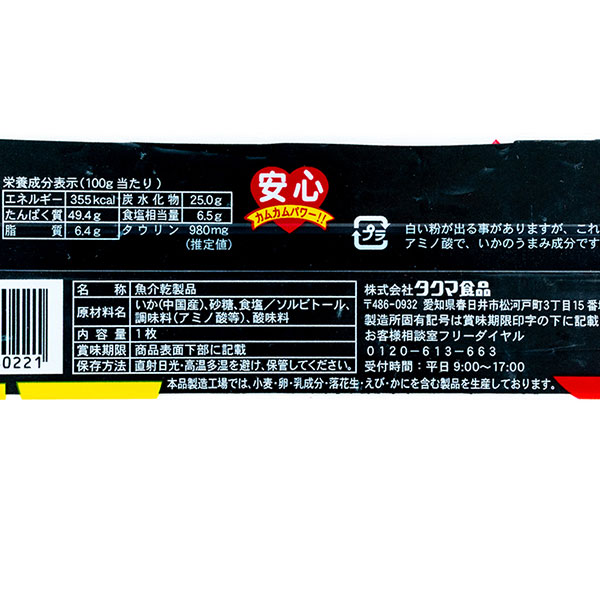 栄養成分表示(100g当たり)
エネルギー 355kcal 炭水化物 25.0g
たんぱく質 49.4g 食塩相当量 6.5g
脂質 6.4g タウリン 980mg
(推定値)
安心
カムカムパワー!!
プラ
白い粉が出る事がありますが、これ
アミノ酸で、いかのうまみ成分です
名称 魚介乾製品
原材料名 いか(中国産)、砂糖、食塩/ソルビトール、
調味料(アミノ酸等)、酸味料
内容量 1枚
賞味期限 商品表面下部に記載
保存方法 直射日光・高温多湿を避け、保管してください。
0221
株式会社タクマ食品
〒486-0932 愛知県春日井市松河戸町3丁目15番
製造所固有記号は賞味期限印字の下に記載
お客様相談室フリーダイヤル
0120-613-663
受付時間:平日9:00~17:00
本品製造工場では、小麦・卵・乳成分・落花生・えび・かにを含む製品を生産しております。